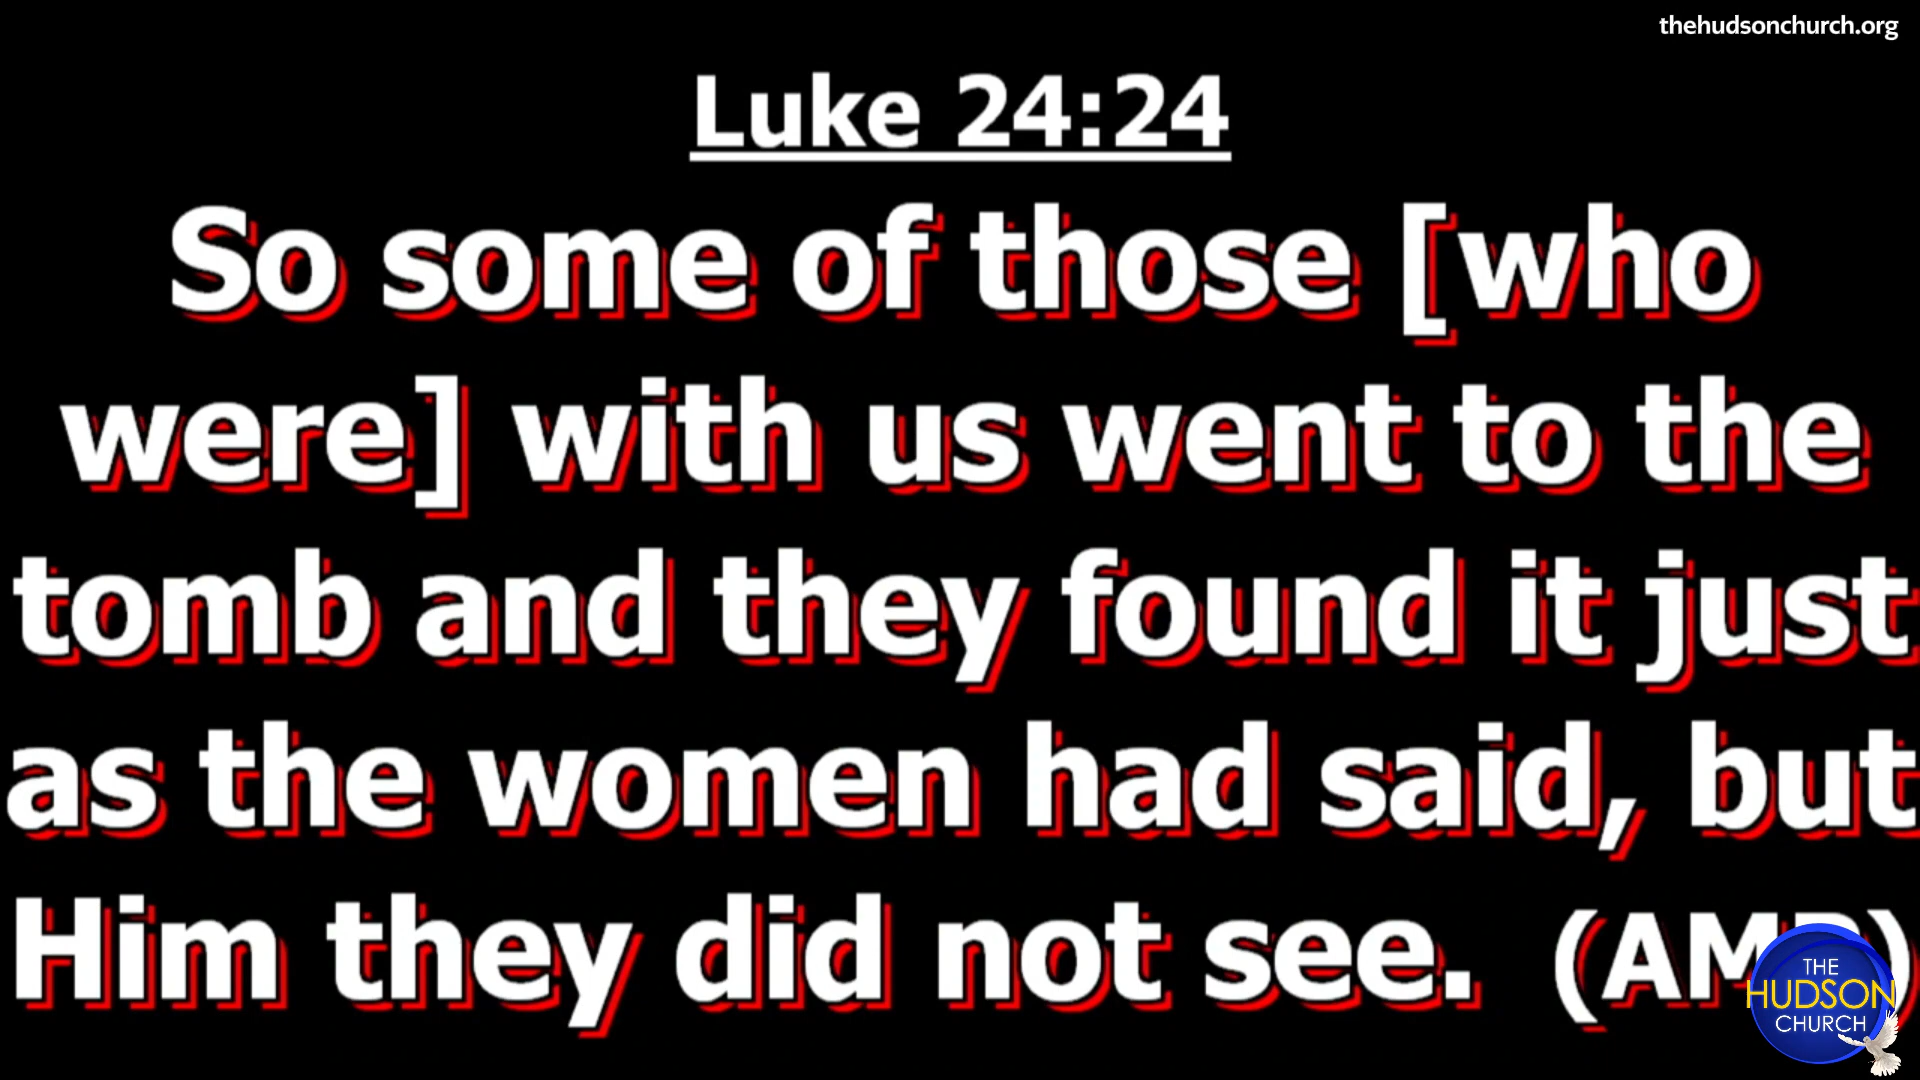 thehudsonchurch.org
Luke 24:24
So some of those [who
were] with us went to the
tomb and they found it just
as the women had said, but
Him they did not see. (AMP)
THE
HUDSON
CHURCH